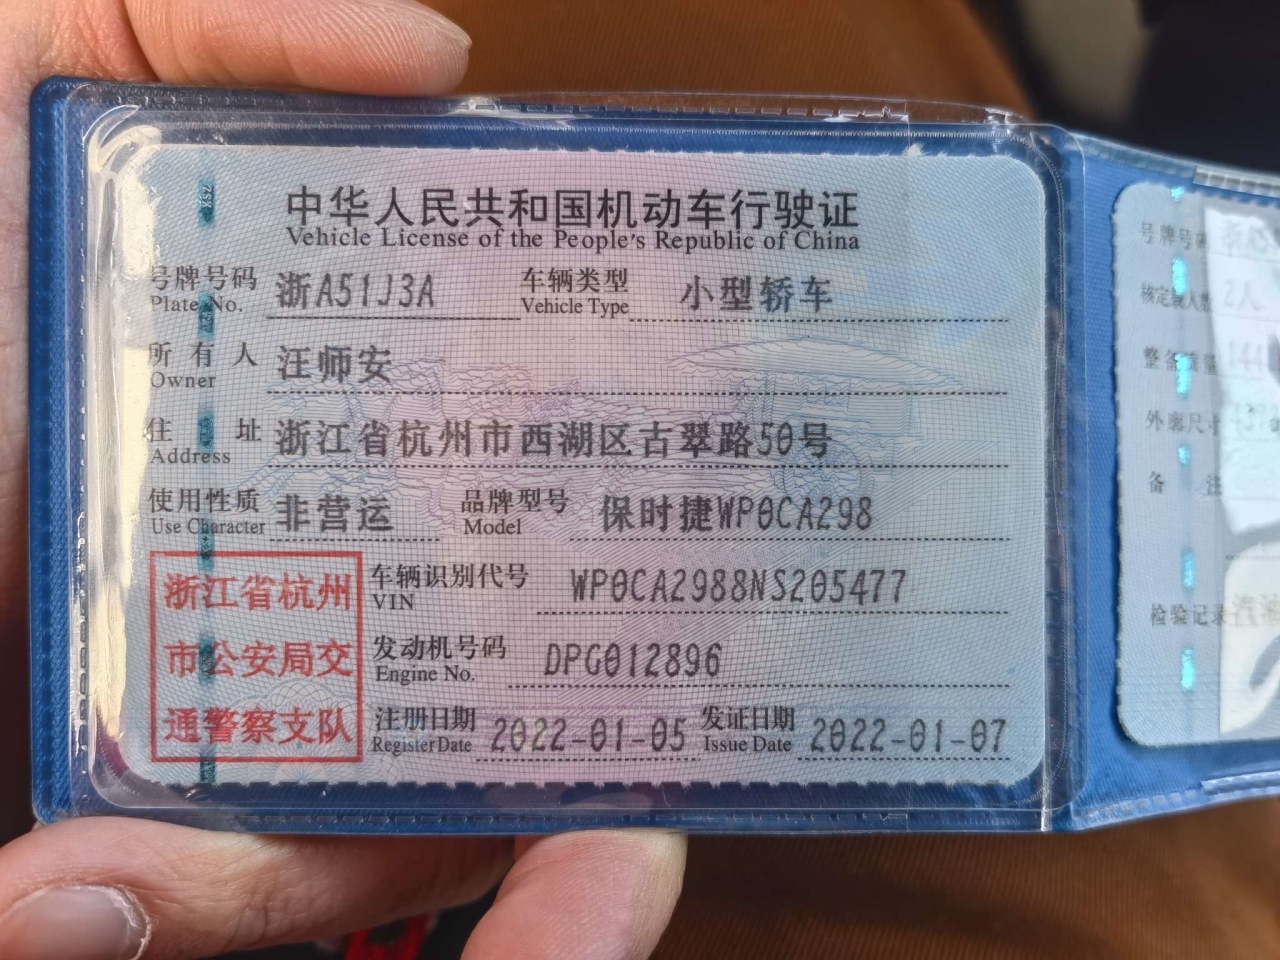 中华人民共和国机动车行驶证
Vehicle License of the People's Republic of China
号牌号码 浙A51J3A 车辆类型 小型轿车
Plate No. Vehicle Type
所有人 汪师安
Owner
住址 浙江省杭州市西湖区古翠路50号
Address
使用性质 非营运 品牌型号 保时捷WP0CA298
Use Character Model
浙江省杭州
市公安局交
通警察支队
车辆识别代号 WP0CA2988NS205477
VIN
发动机号码 DPG012896
Engine No.
注册日期 2022-01-05 发证日期 2022-01-07
Register Date Issue Date
号牌号码
核定载人数 2人
整备质量
外廓尺寸
备注
检验记录